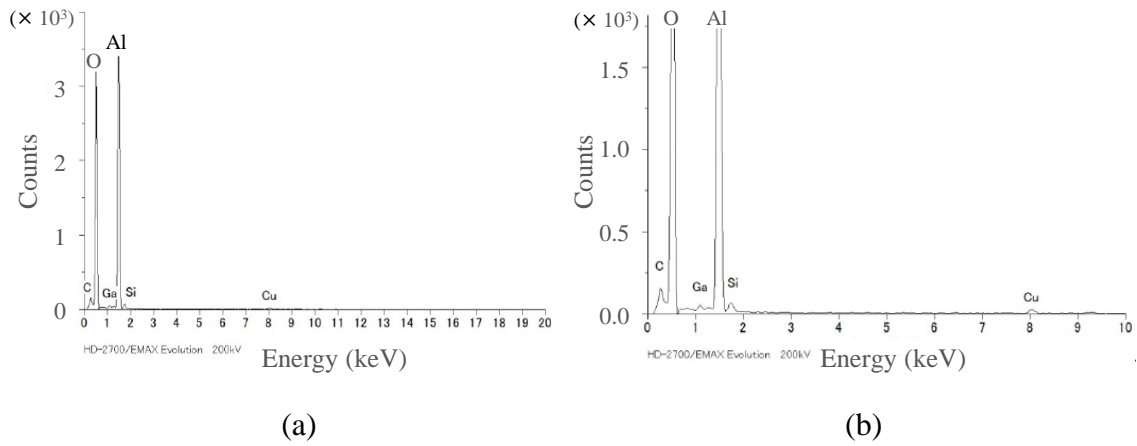 (× 10³)
O
Al
3
2
1
0
Counts
C
Ga
Si
Cu
0 1 2 3 4 5 6 7 8 9 10 11 12 13 14 15 16 17 18 19 20
HD-2700/EMAX Evolution 200kV
Energy (keV)
(a)
(× 10³)
O
Al
1.5
1.0
0.5
0.0
Counts
C
Ga
Si
Cu
0 1 2 3 4 5 6 7 8 9 10
HD-2700/EMAX Evolution 200kV
Energy (keV)
.
(b)